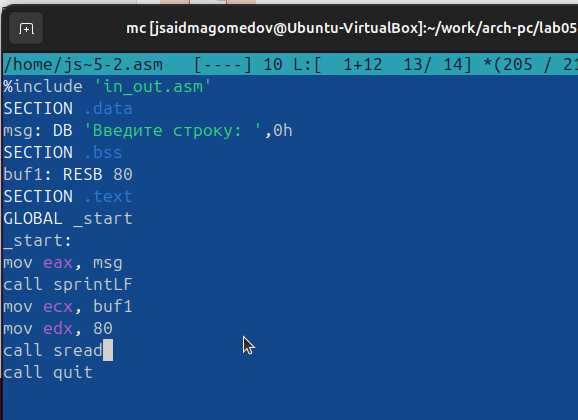 mc [jsaidmagomedov@Ubuntu-VirtualBox]:~/work/arch-pc/lab05
/home/js~5-2.asm   [----] 10 L:[  1+12  13/ 14] *(205 / 21
%include 'in_out.asm'
SECTION .data
msg: DB 'Введите строку: ',0h
SECTION .bss
buf1: RESB 80
SECTION .text
GLOBAL _start
_start:
mov eax, msg
call sprintLF
mov ecx, buf1
mov edx, 80
call sread
call quit